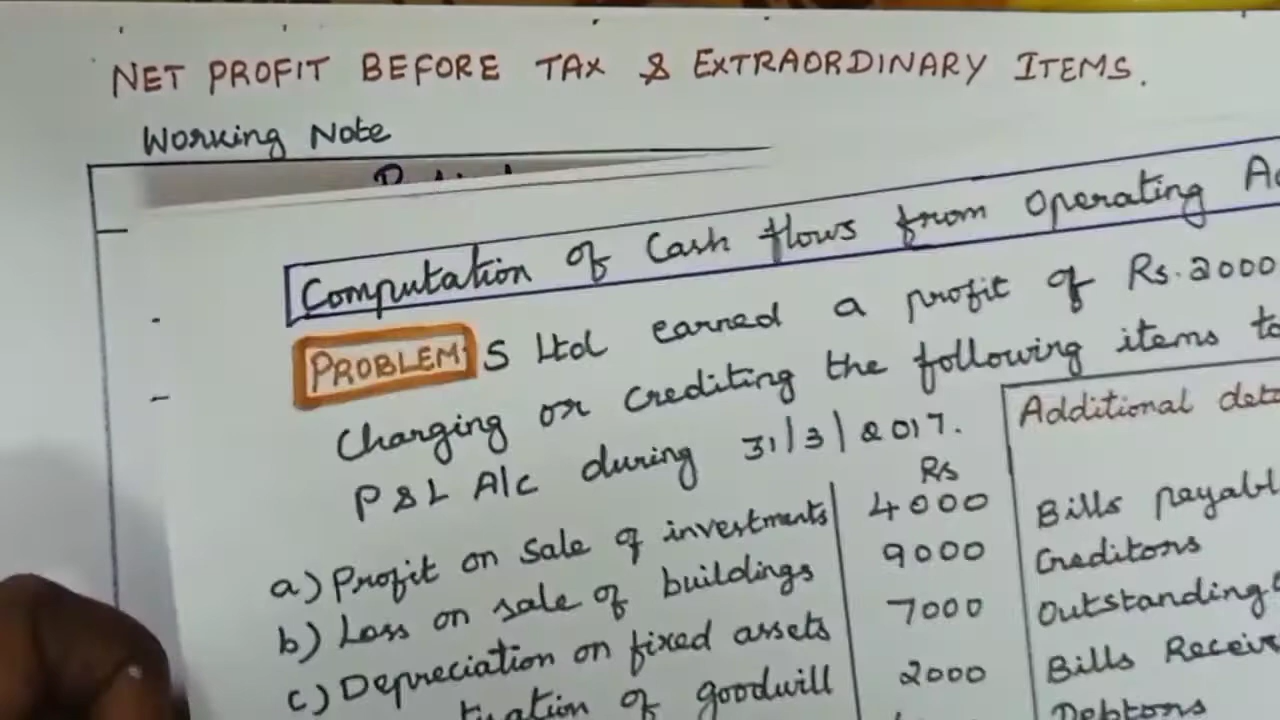 NET PROFIT BEFORE TAX & EXTRAORDINARY ITEMS.
Working Note
Computation of Cash flows from Operating
PROBLEM: S Ltd earned a profit of Rs. 2000
Charging or crediting the following items to
P & L A/c during 31/3/2017.
Rs
a) Profit on sale of investments 4000
b) Loss on sale of buildings 9000
c) Depreciation on fixed assets 7000
of goodwill 2000
Additional
Bills
Creditors
Outstanding
Bills
Debtors